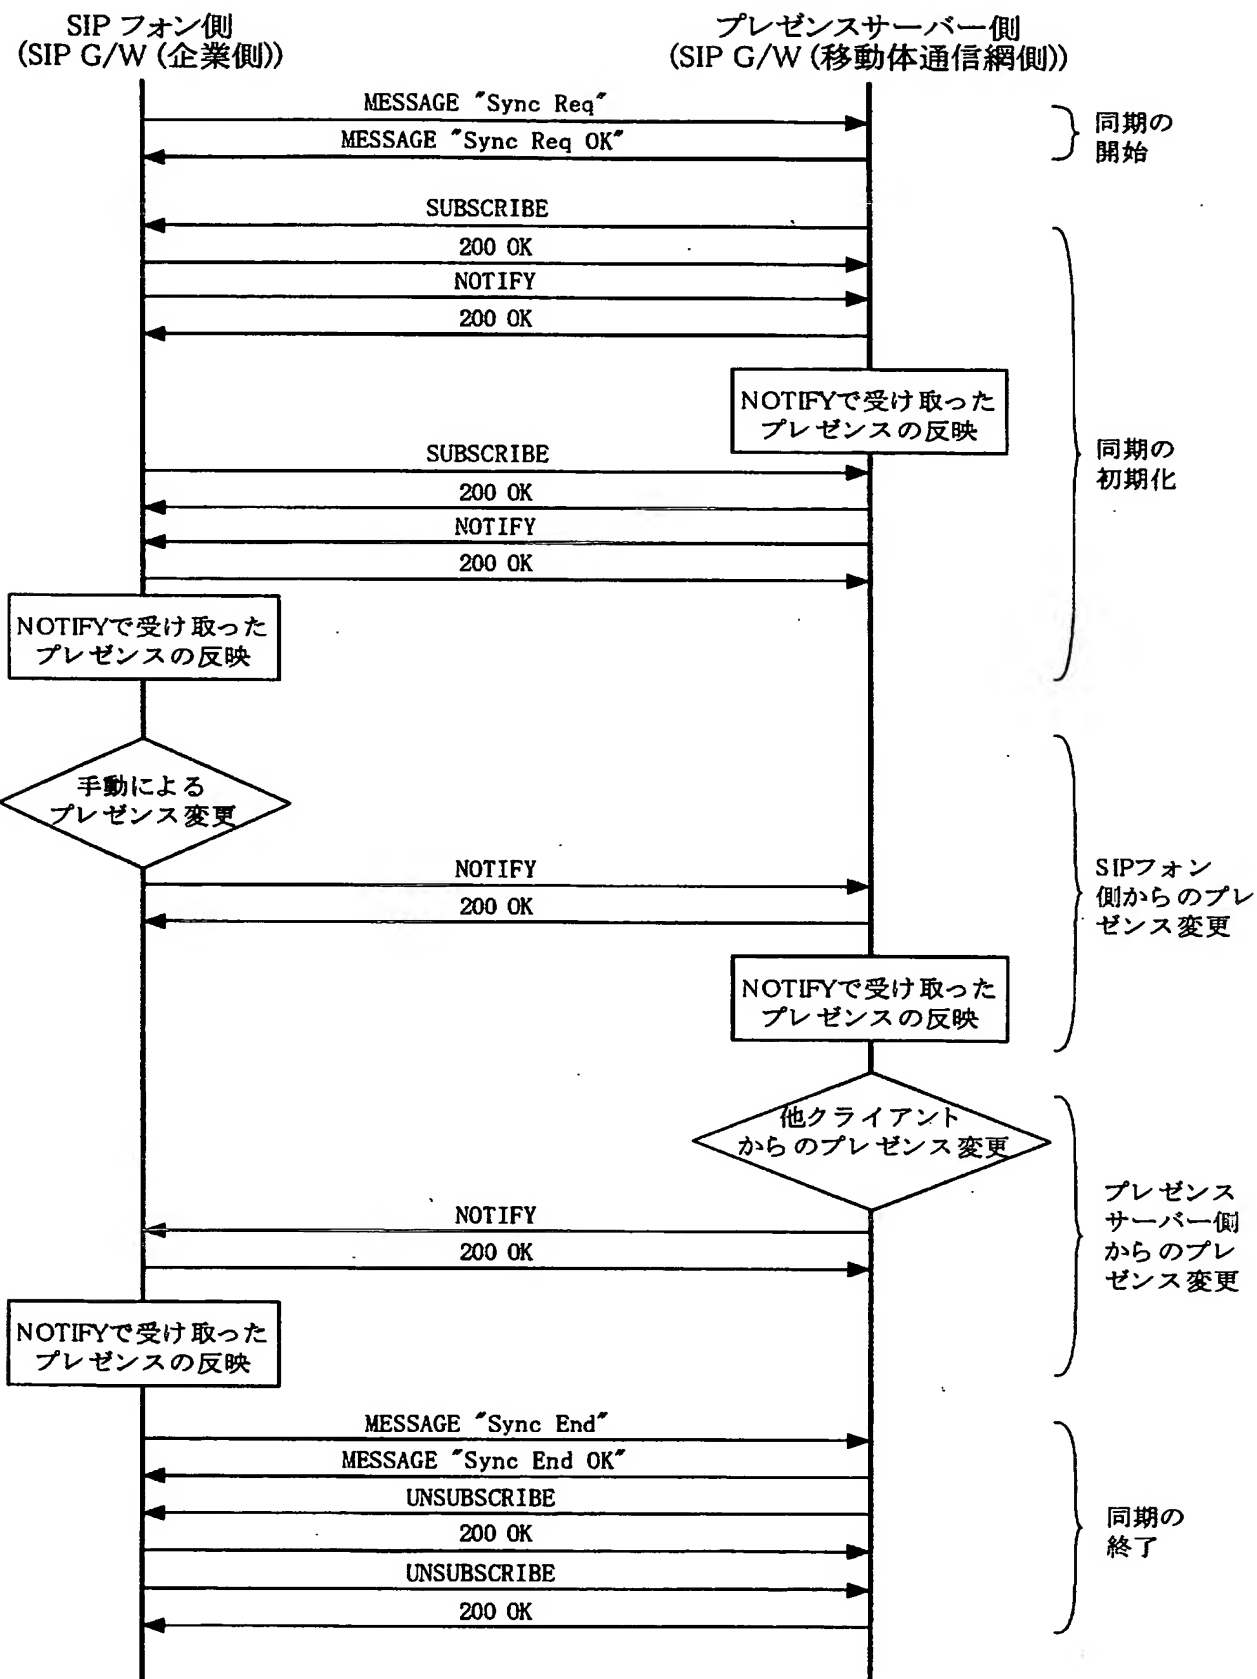 SIP フォン側
(SIP G/W (企業側))
プレゼンスサーバー側
(SIP G/W (移動体通信網側))
MESSAGE "Sync Req"
MESSAGE "Sync Req OK"
同期の
開始
SUBSCRIBE
200 OK
NOTIFY
200 OK
NOTIFYで受け取った
プレゼンスの反映
SUBSCRIBE
200 OK
NOTIFY
200 OK
NOTIFYで受け取った
プレゼンスの反映
同期の
初期化
手動による
プレゼンス変更
NOTIFY
200 OK
NOTIFYで受け取った
プレゼンスの反映
SIPフォン
側からのプレ
ゼンス変更
他クライアント
からのプレゼンス変更
NOTIFY
200 OK
NOTIFYで受け取った
プレゼンスの反映
プレゼンス
サーバー側
からのプレ
ゼンス変更
MESSAGE "Sync End"
MESSAGE "Sync End OK"
UNSUBSCRIBE
200 OK
UNSUBSCRIBE
200 OK
同期の
終了